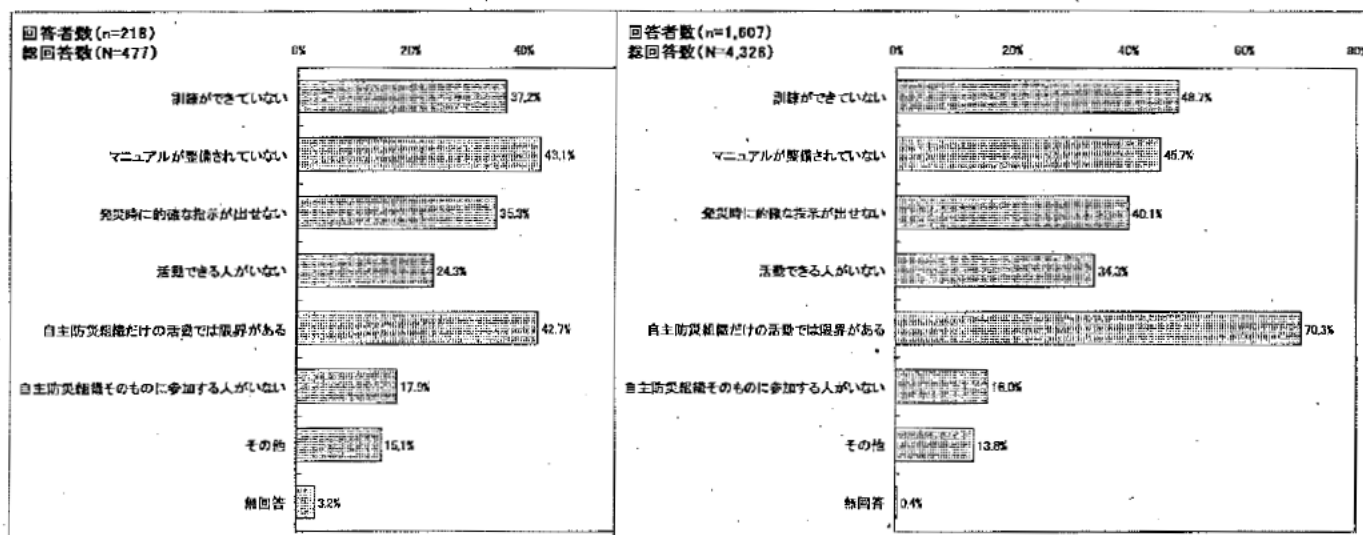 回答者数(n=218)
総回答数(N=477)
0%
20%
40%
訓練ができていない
37.2%
マニュアルが整備されていない
43.1%
発災時に的確な指示が出せない
35.3%
活動できる人がいない
24.3%
自主防災組織だけの活動では限界がある
42.7%
自主防災組織そのものに参加する人がいない
17.9%
その他
15.1%
無回答
3.2%
回答者数(n=1,607)
総回答数(N=4,326)
0%
20%
40%
60%
80%
訓練ができていない
48.7%
マニュアルが整備されていない
45.7%
発災時に的確な指示が出せない
40.1%
活動できる人がいない
34.3%
自主防災組織だけの活動では限界がある
70.3%
自主防災組織そのものに参加する人がいない
16.0%
その他
13.8%
無回答
0.4%